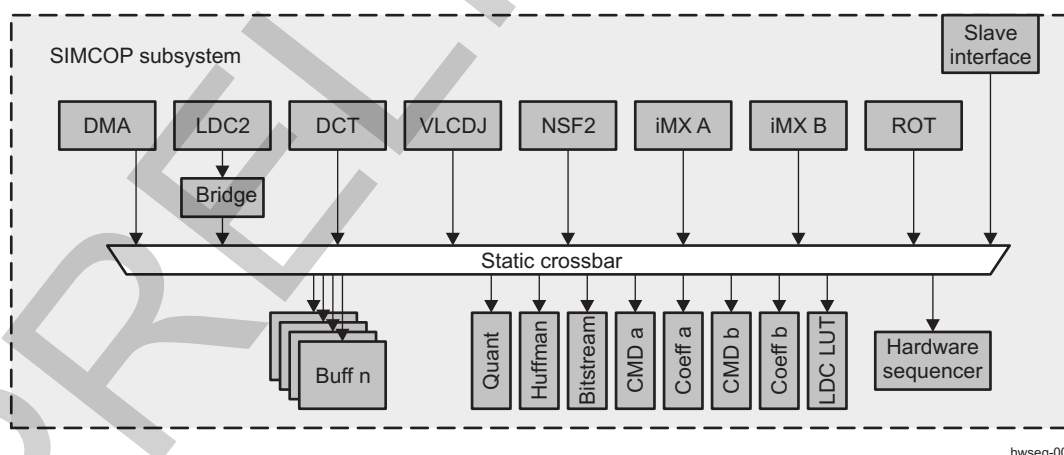 SIMCOP subsystem
Slave
interface
DMA
LDC2
DCT
VLCDJ
NSF2
iMX A
iMX B
ROT
Bridge
Static crossbar
Buff n
Quant
Huffman
Bitstream
CMD a
Coeff a
CMD b
Coeff b
LDC LUT
Hardware
sequencer